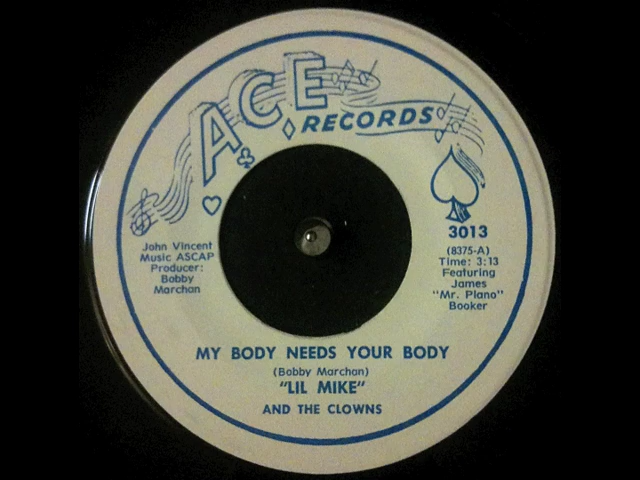 ACE
RECORDS
3013
John Vincent
Music ASCAP
Producer:
Bobby
Marchan
(8375-A)
Time: 3:13
Featuring
James
"Mr. Piano"
Booker
MY BODY NEEDS YOUR BODY
(Bobby Marchan)
"LIL MIKE"
AND THE CLOWNS